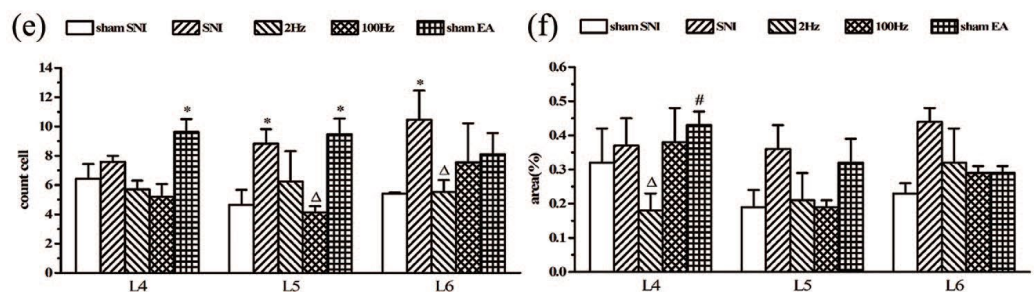 (e) sham SNI SNI 2Hz 100Hz sham EA
count cell
14
12
10
8
6
4
2
0
* * * * Δ Δ
L4 L5 L6
(f) sham SNI SNI 2Hz 100Hz sham EA
area(%)
0.6
0.5
0.4
0.3
0.2
0.1
0.0
Δ #
L4 L5 L6